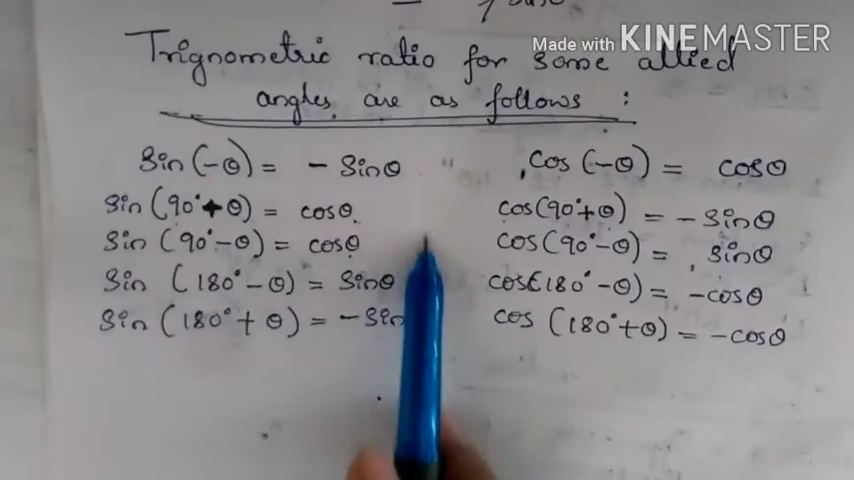 Made with KINEMASTER
Trignometric ratio for some allied
angles are as follows :
sin (-θ) = - sinθ cos (-θ) = cosθ
sin (90°+θ) = cosθ cos(90°+θ) = - sinθ
sin (90°-θ) = cosθ cos(90°-θ) = sinθ
sin (180°-θ) = sinθ cos(180°-θ) = -cosθ
sin (180°+θ) = -sin cos (180°+θ) = -cosθ